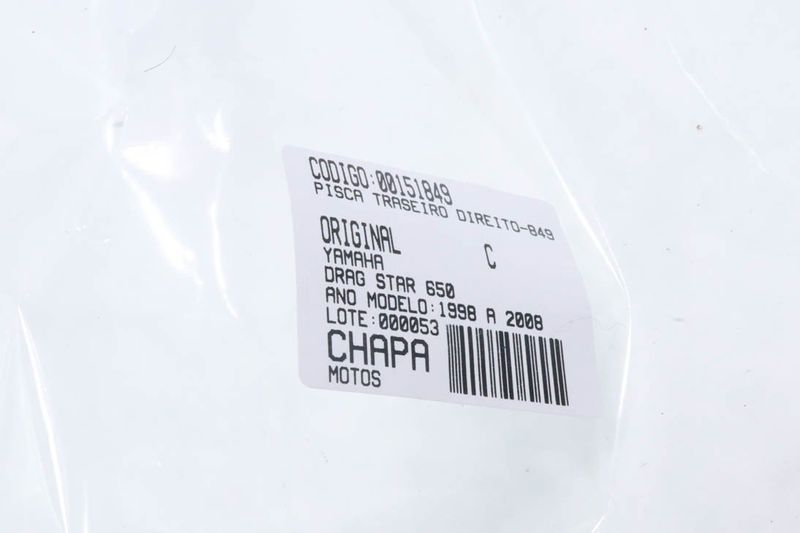 CODIGO:00151849
PISCA TRASEIRO DIREITO-849
ORIGINAL C
YAMAHA
DRAG STAR 650
ANO MODELO:1998 A 2008
LOTE:000053
CHAPA
MOTOS